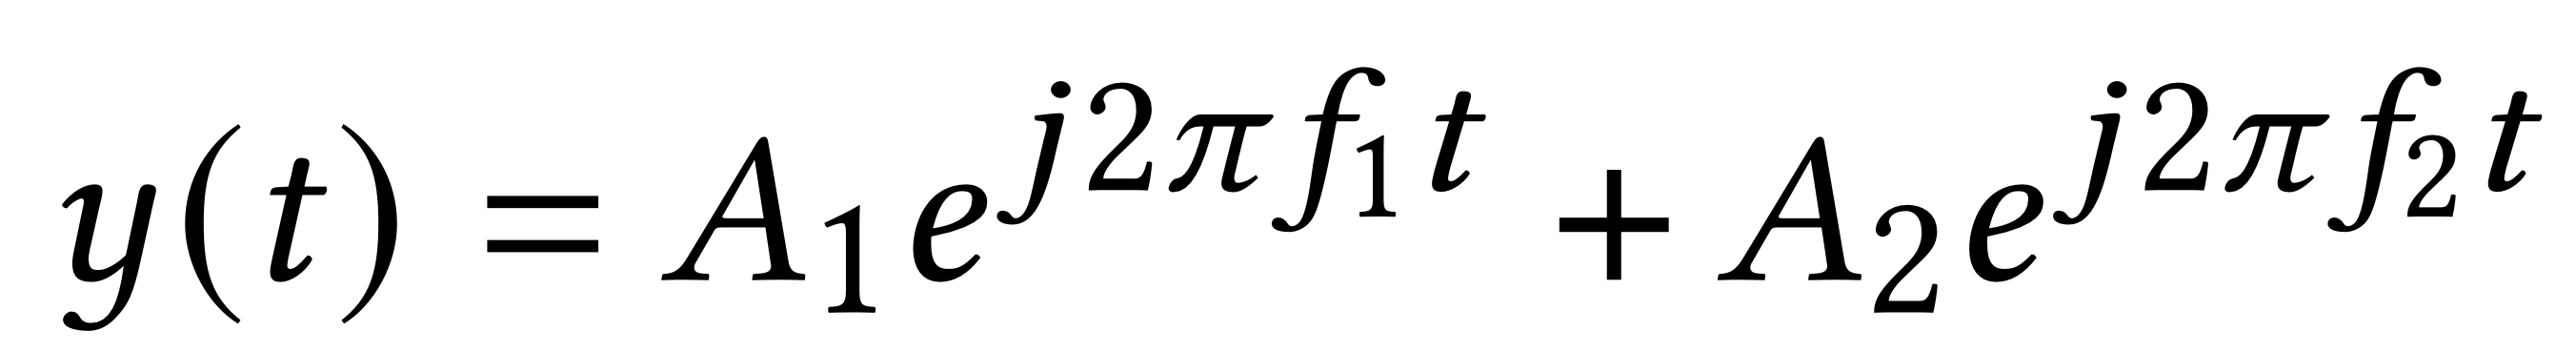 y(t) = A₁e^{j2πf₁t} + A₂e^{j2πf₂t}